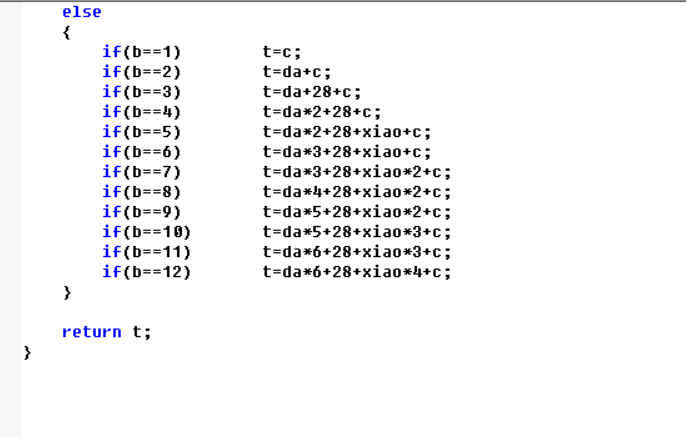 else
{
if(b==1) t=c;
if(b==2) t=da+c;
if(b==3) t=da+28+c;
if(b==4) t=da*2+28+c;
if(b==5) t=da*2+28+xiao+c;
if(b==6) t=da*3+28+xiao+c;
if(b==7) t=da*3+28+xiao*2+c;
if(b==8) t=da*4+28+xiao*2+c;
if(b==9) t=da*5+28+xiao*2+c;
if(b==10) t=da*5+28+xiao*3+c;
if(b==11) t=da*6+28+xiao*3+c;
if(b==12) t=da*6+28+xiao*4+c;
}
return t;
}